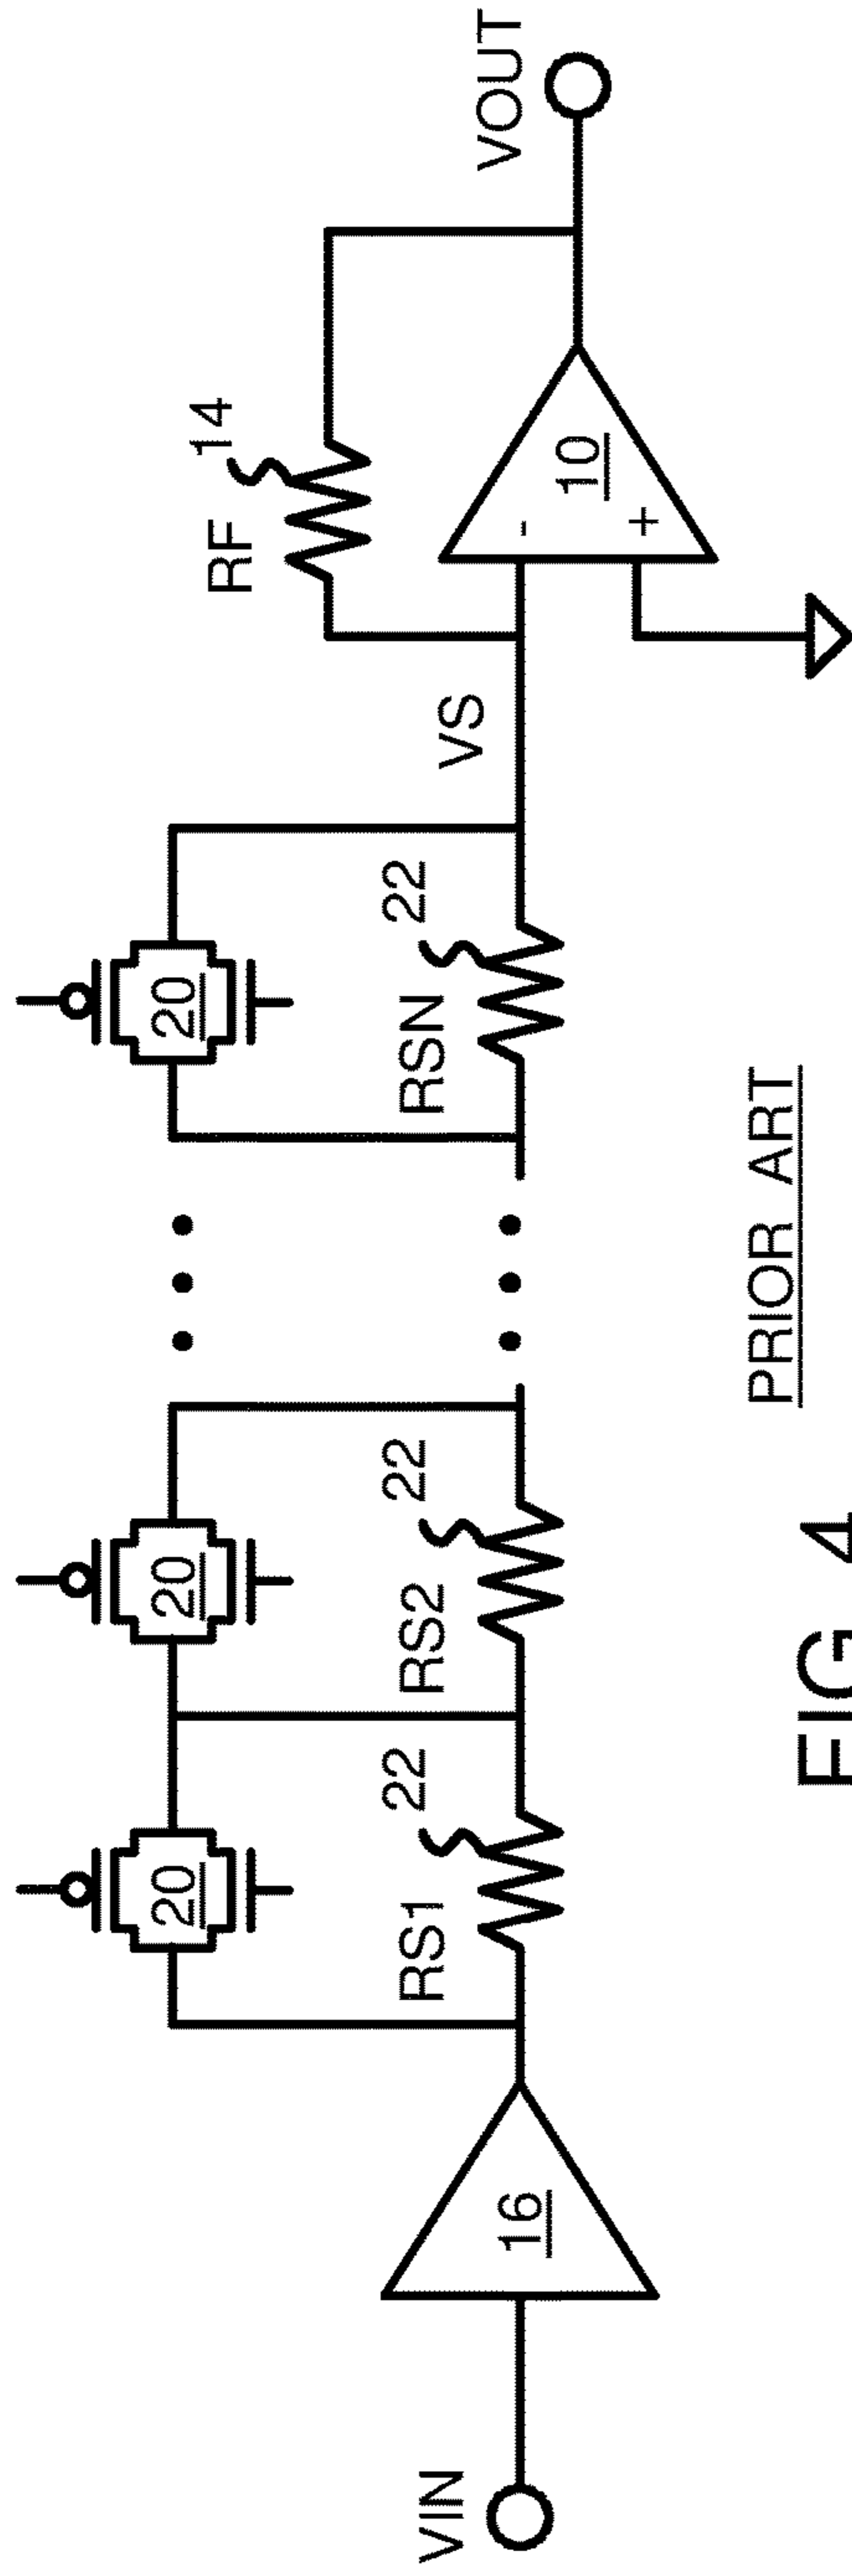 VIN
16
20
RS1
22
20
RS2
22
20
RSN
22
VS
RF
14
-
+
10
VOUT
PRIOR ART
FIG. 4